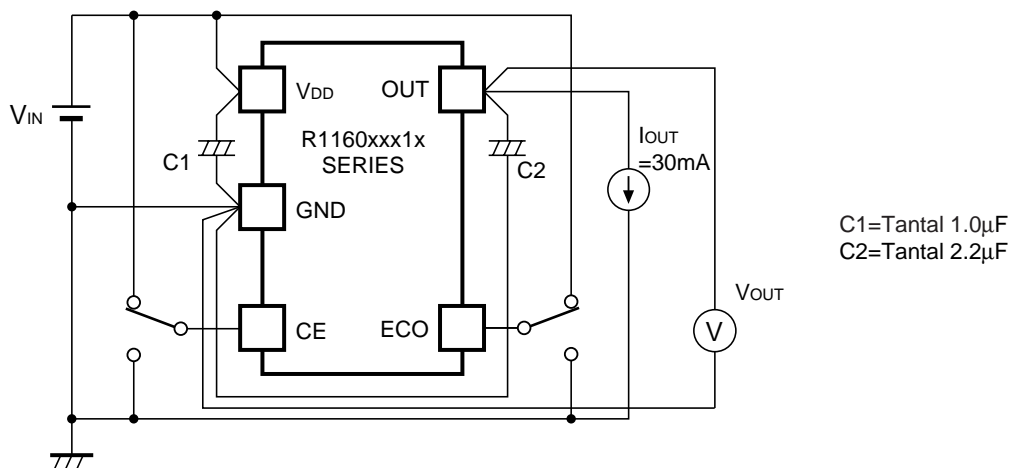 VDD
OUT
VIN
R1160xxx1x
SERIES
C1
C2
IOUT
=30mA
GND
C1=Tantal 1.0μF
C2=Tantal 2.2μF
VOUT
CE
ECO
V